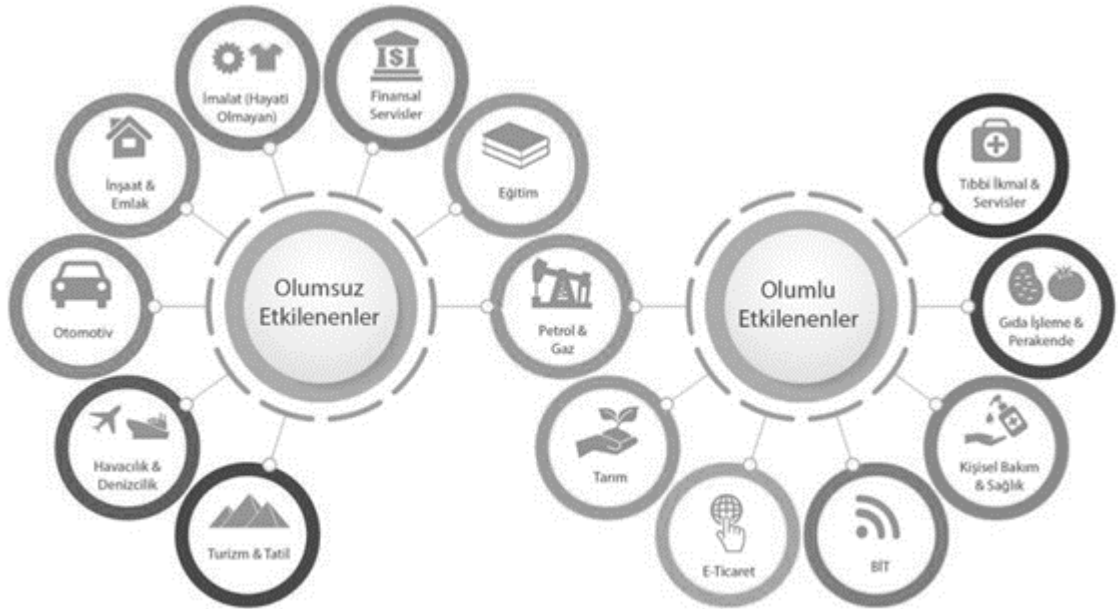 İmalat (Hayati
Olmayan)
Finansal
Servisler
İnşaat &
Emlak
Eğitim
Otomotiv
Olumsuz
Etkilenenler
Petrol &
Gaz
Havacılık &
Denizcilik
Turizm & Tatil
Olumlu
Etkilenenler
Tıbbi İkmal &
Servisler
Gıda İşleme &
Perakende
Kişisel Bakım
& Sağlık
BİT
E-Ticaret
Tarım